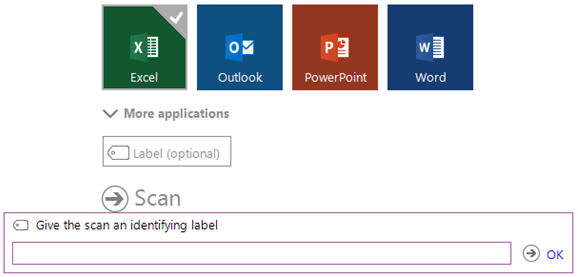 Excel Outlook PowerPoint Word
More applications
Label (optional)
Scan
Give the scan an identifying label
OK